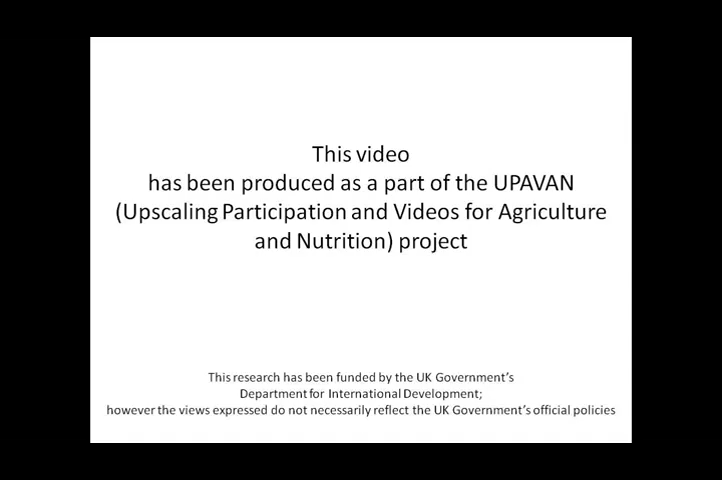 This video
has been produced as a part of the UPAVAN
(Upscaling Participation and Videos for Agriculture
and Nutrition) project
This research has been funded by the UK Government's
Department for International Development;
however the views expressed do not necessarily reflect the UK Government's official policies